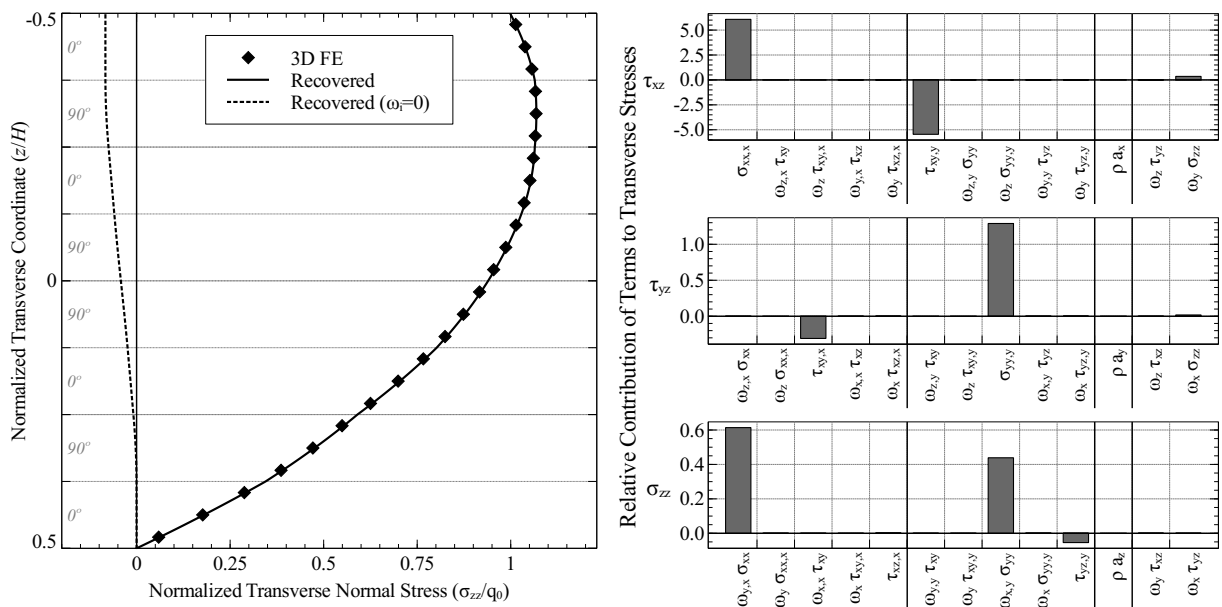 -0.5
0
0.5
Normalized Transverse Coordinate (z/H)
0°
90°
0°
90°
90°
0°
90°
0°
3D FE
Recovered
Recovered (ωᵢ=0)
0 0.25 0.5 0.75 1
Normalized Transverse Normal Stress (σzz/q₀)
Relative Contribution of Terms to Transverse Stresses
τxz
5.0
2.5
0.0
-2.5
-5.0
σxx,x
ωz,x τxy
ωz τxy,x
ωy,x τxz
ωy τxz,x
τxy,y
ωz,y σyy
ωz σyy,y
ωy,y τyz
ωy τyz,y
ρ ax
ωz τyz
ωy σzz
τyz
1.0
0.5
0.0
ωz,x σxx
ωz σxx,x
τxy,x
ωx,x τxz
ωx τxz,x
ωz,y τxy
ωz τxy,y
σyy,y
ωx,y τyz
ωx τyz,y
ρ ay
ωz τxz
ωx σzz
σzz
0.6
0.4
0.2
0.0
ωy,x σxx
ωy σxx,x
ωx,x τxy
ωx τxy,x
τxz,x
ωy,y τxy
ωy τxy,y
ωx,y σyy
ωx σyy,y
τyz,y
ρ az
ωy τxz
ωx τyz